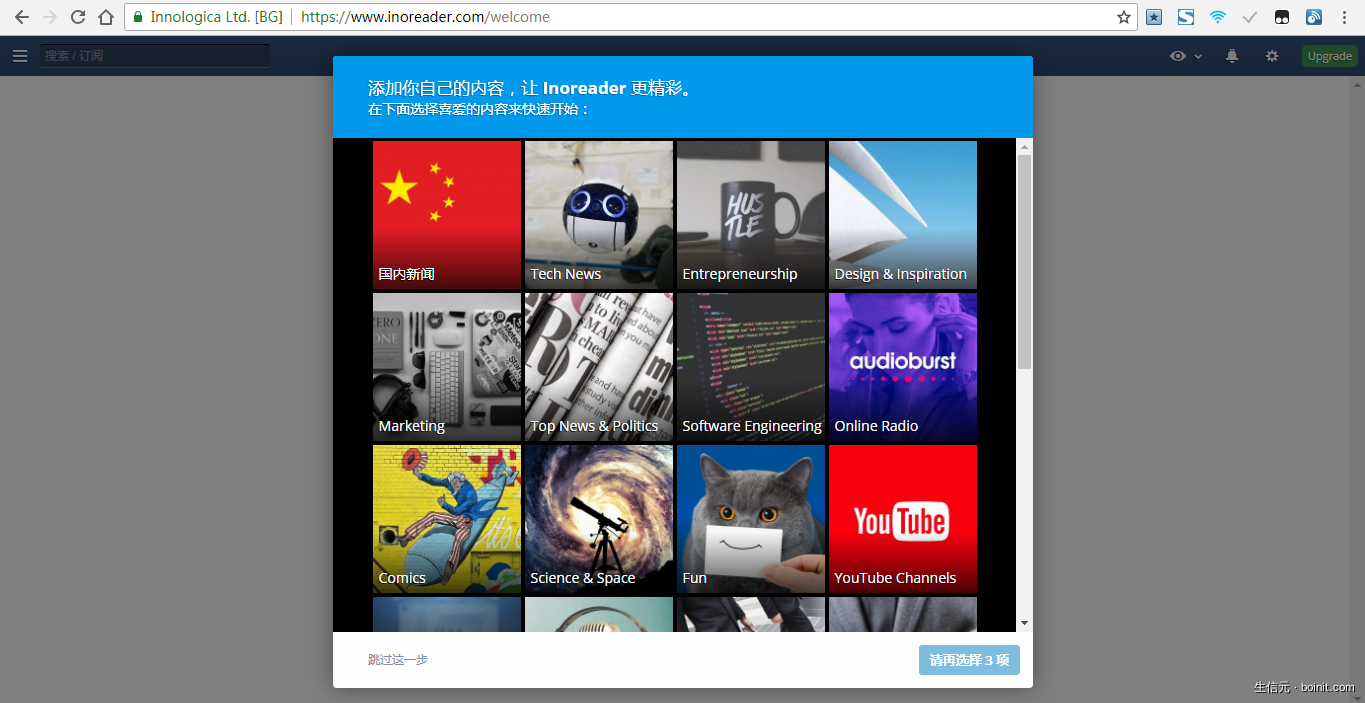 Innologica Ltd. [BG] | https://www.inoreader.com/welcome
搜索 / 订阅
Upgrade
添加你自己的内容，让 Inoreader 更精彩。
在下面选择喜爱的内容来快速开始：
国内新闻
Tech News
HUS
TLE
Entrepreneurship
Design & Inspiration
Marketing
Top News & Politics
Software Engineering
audioburst
Online Radio
Comics
Science & Space
Fun
YouTube
YouTube Channels
跳过这一步
请再选择 3 项
生信元 · boinit.com